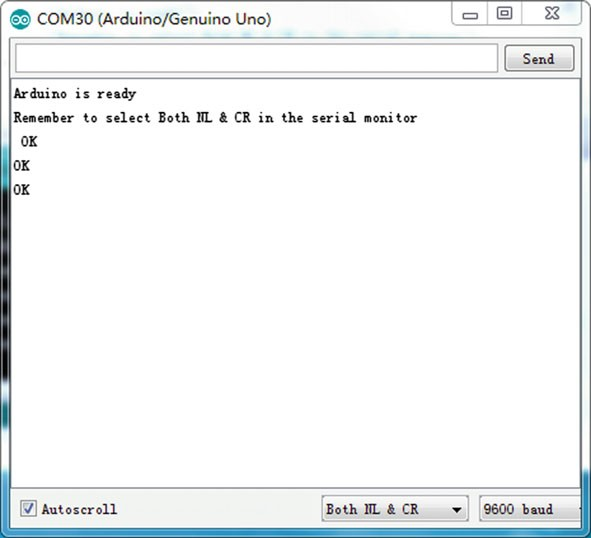 COM30 (Arduino/Genuino Uno)
Send
Arduino is ready
Remember to select Both NL & CR in the serial monitor
OK
OK
OK
Autoscroll
Both NL & CR
9600 baud